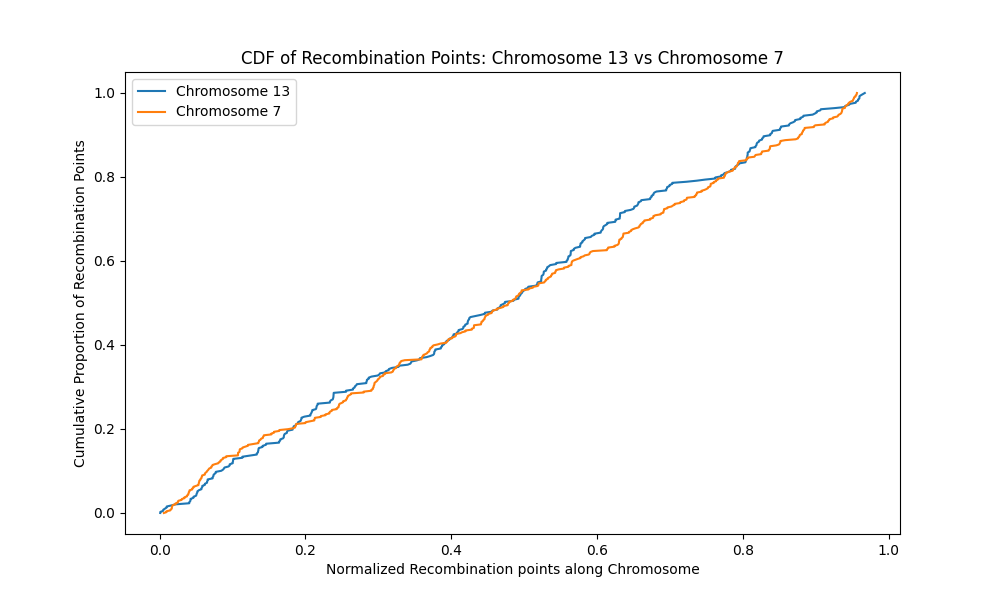 CDF of Recombination Points: Chromosome 13 vs Chromosome 7
Chromosome 13
Chromosome 7
Cumulative Proportion of Recombination Points
1.0
0.8
0.6
0.4
0.2
0.0
0.0 0.2 0.4 0.6 0.8 1.0
Normalized Recombination points along Chromosome